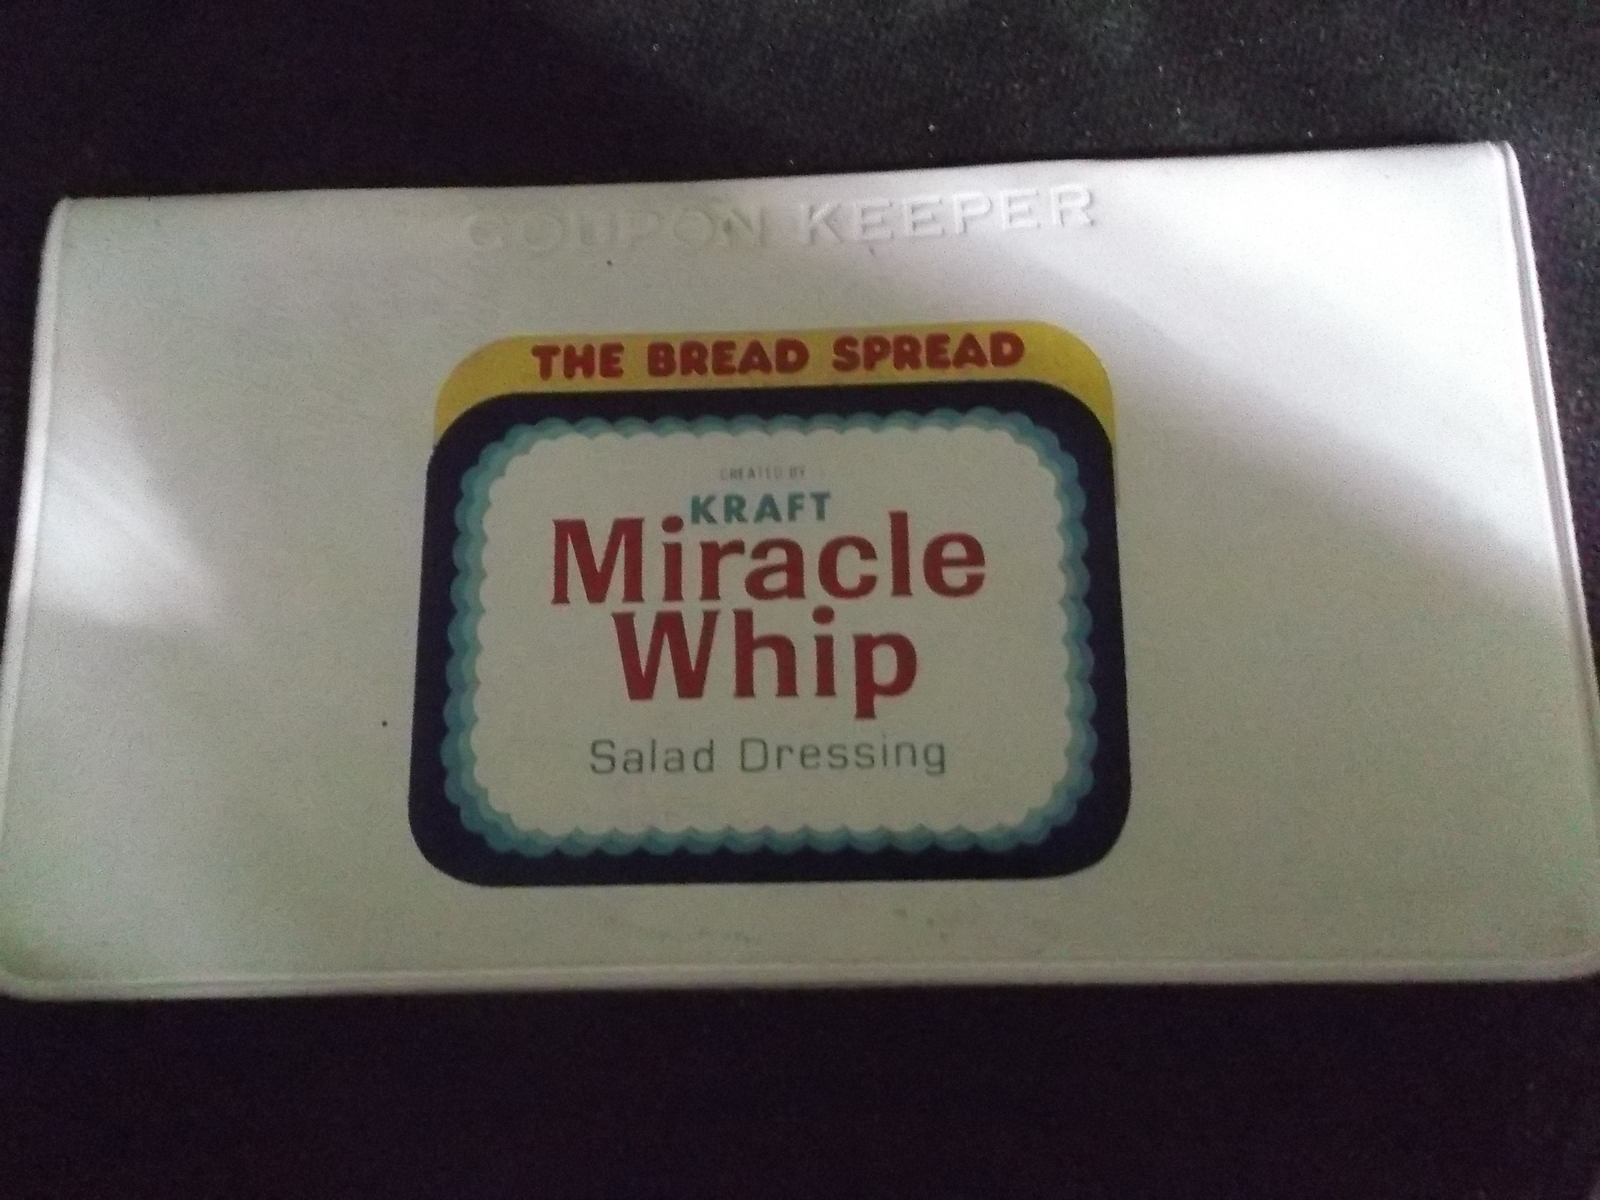 COUPON KEEPER
THE BREAD SPREAD
CREATED BY
KRAFT
Miracle
Whip
Salad Dressing